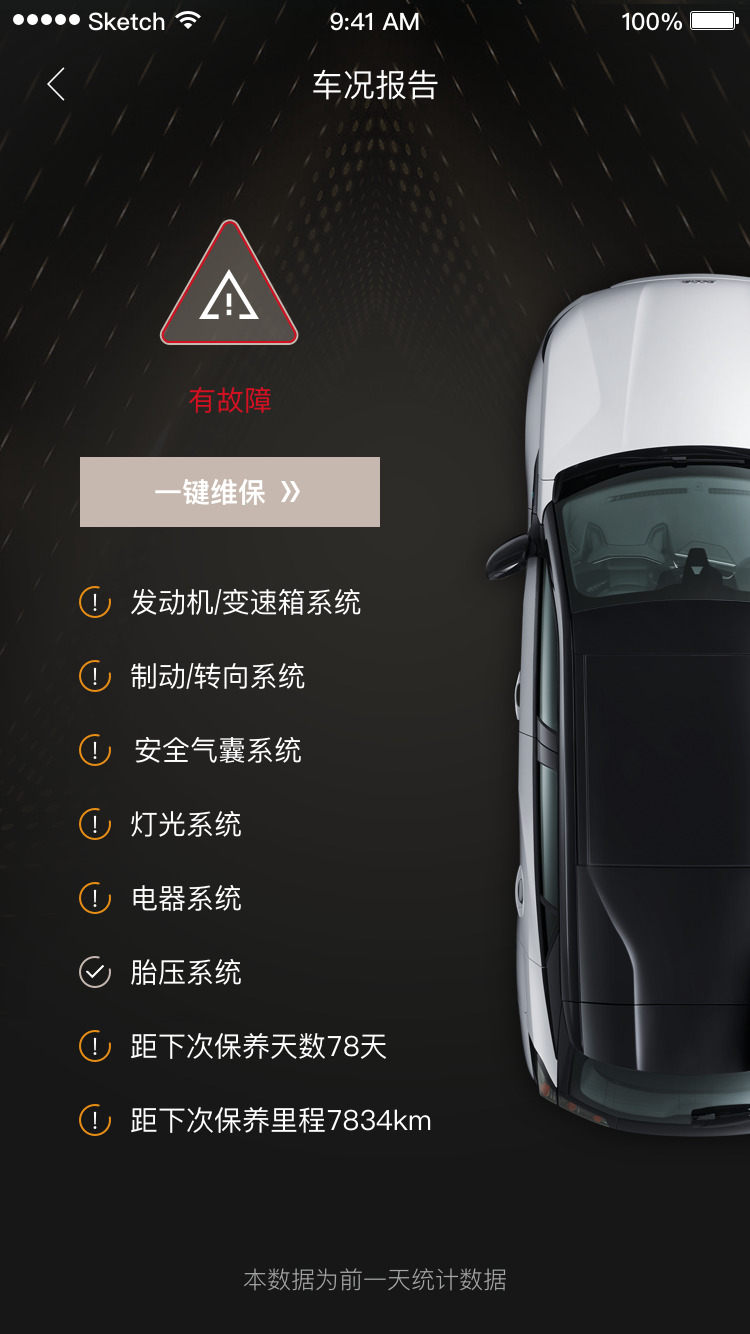 Sketch 9:41 AM 100%
车况报告
有故障
一键维保
发动机/变速箱系统
制动/转向系统
安全气囊系统
灯光系统
电器系统
胎压系统
距下次保养天数78天
距下次保养里程7834km
本数据为前一天统计数据